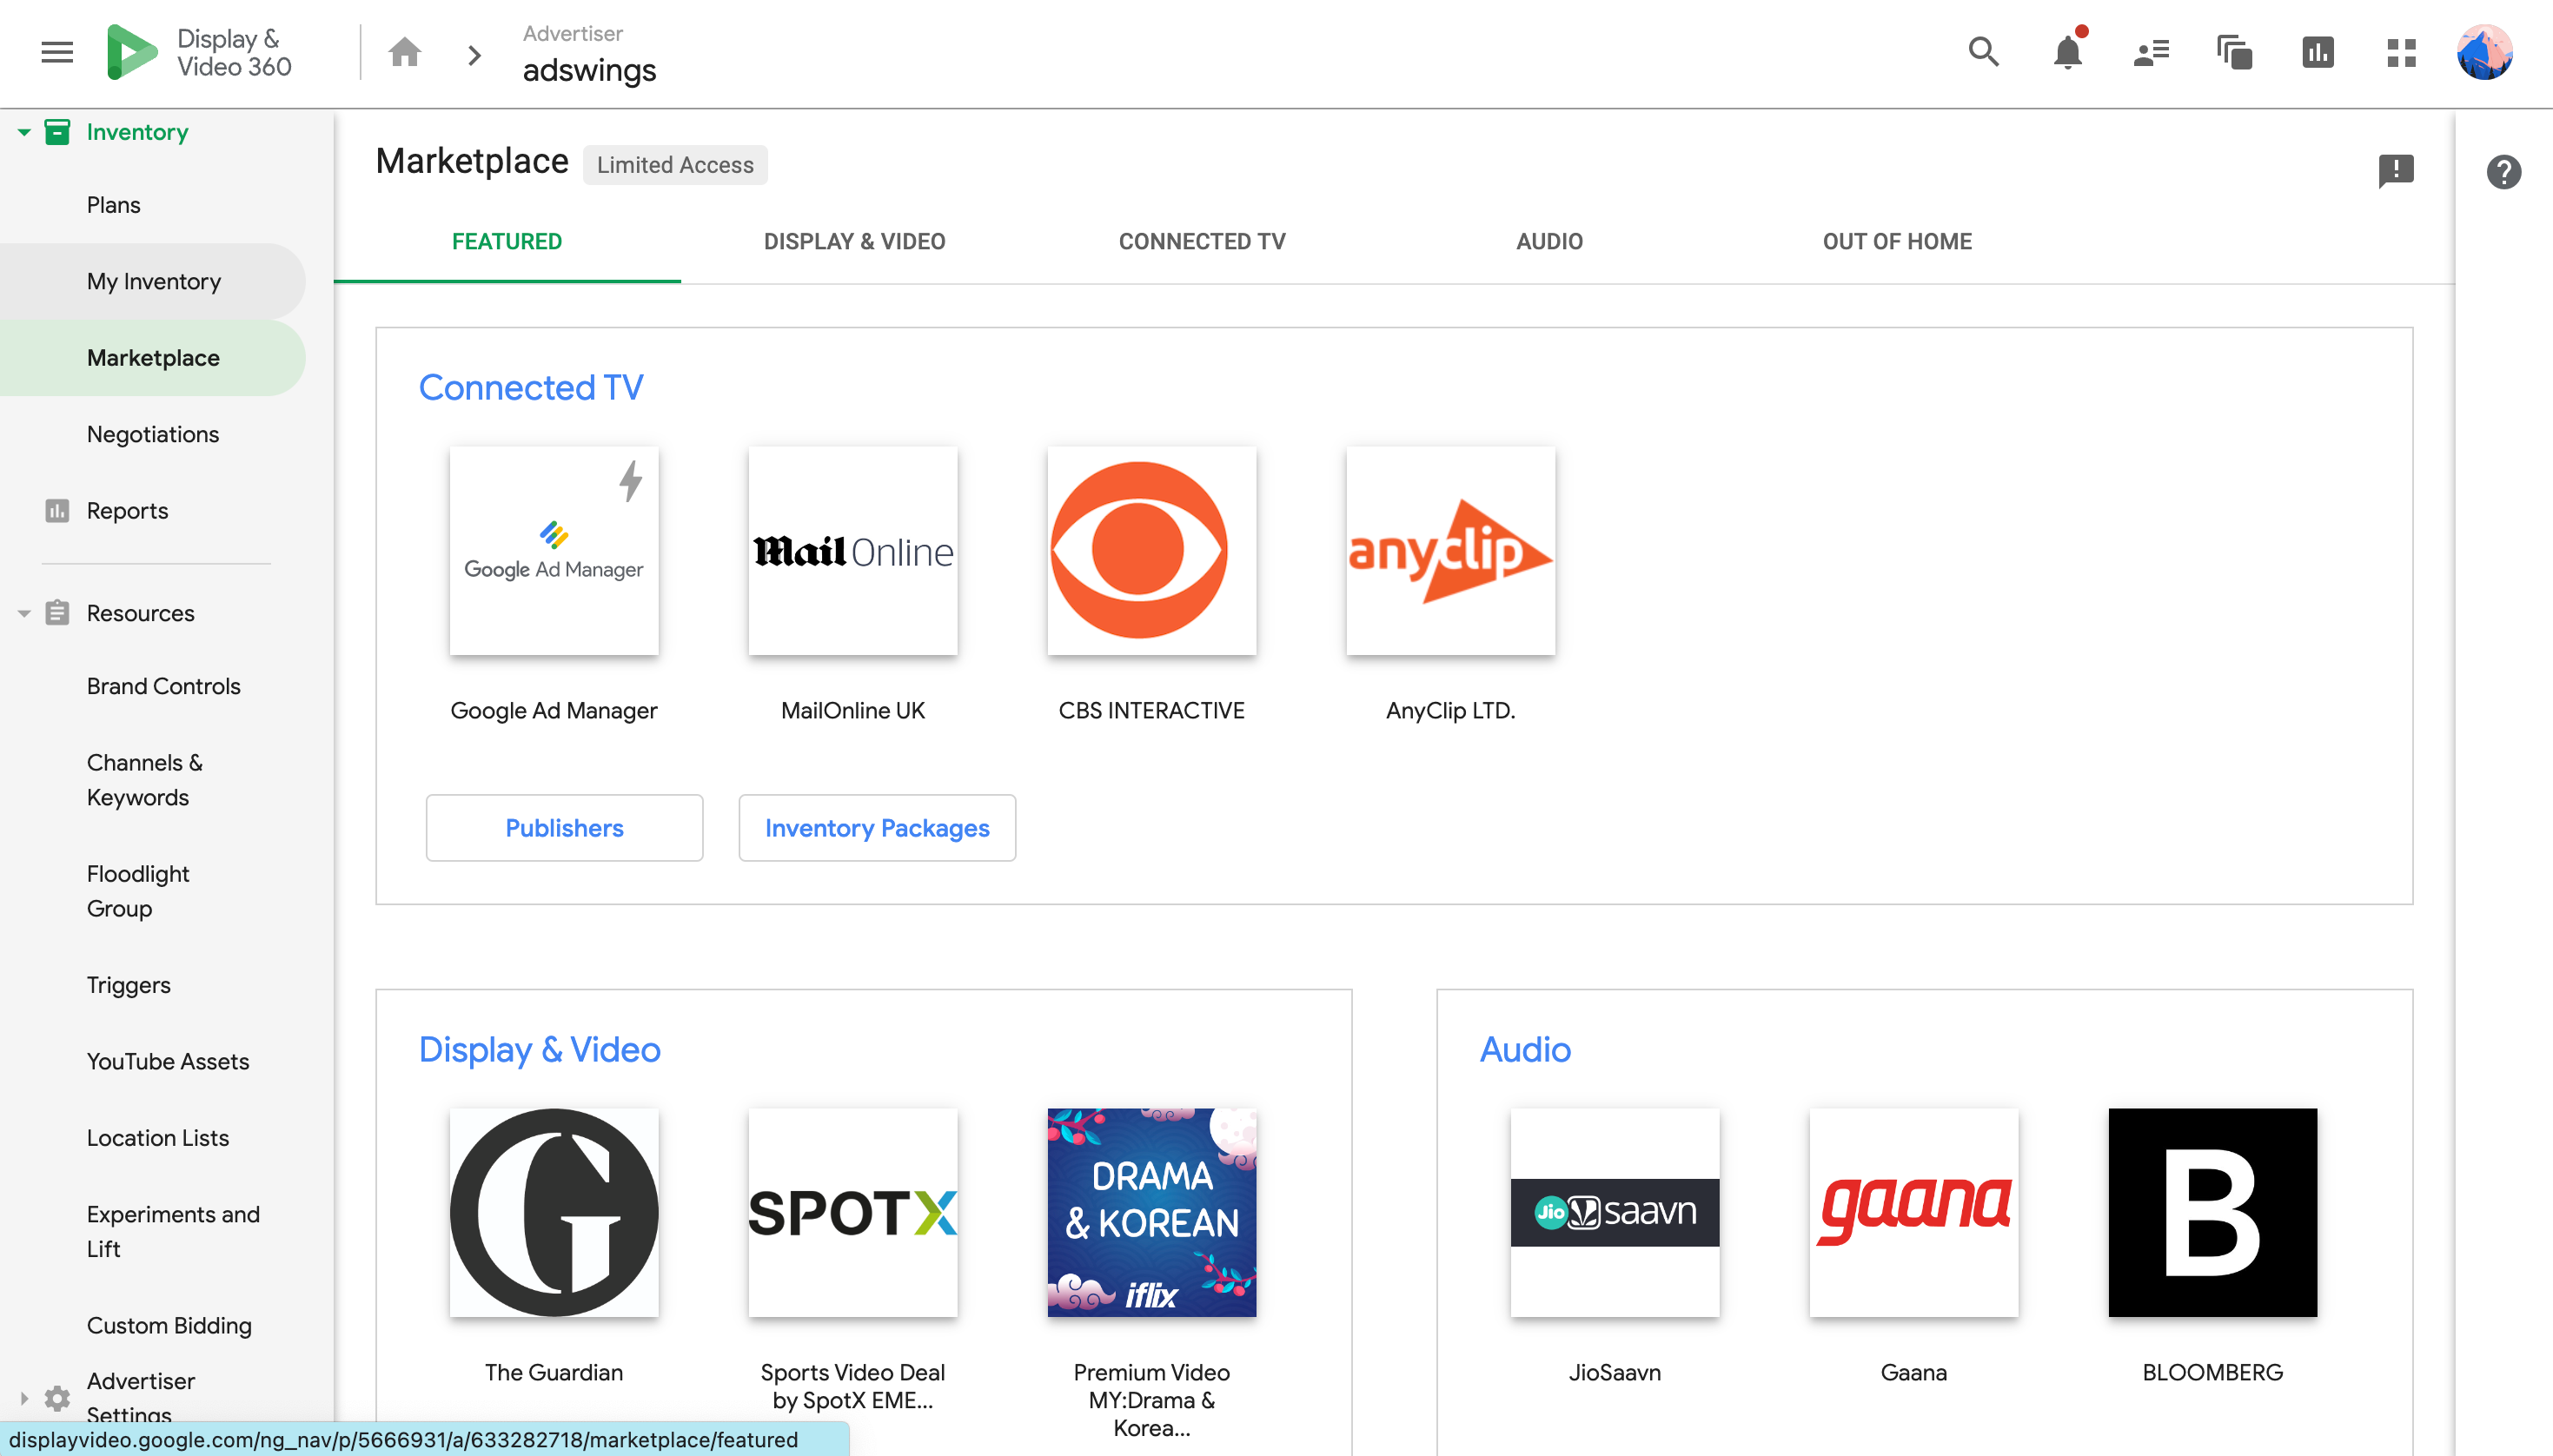 Display &
Video 360
Advertiser
adswings
Inventory
Plans
My Inventory
Marketplace
Negotiations
Reports
Resources
Brand Controls
Channels &
Keywords
Floodlight
Group
Triggers
YouTube Assets
Location Lists
Experiments and
Lift
Custom Bidding
Advertiser
Settings
displayvideo.google.com/ng_nav/p/5666931/a/633282718/marketplace/featured
Marketplace
Limited Access
FEATURED
DISPLAY & VIDEO
CONNECTED TV
AUDIO
OUT OF HOME
Connected TV
Google Ad Manager
Mail Online
anyclip
Google Ad Manager
MailOnline UK
CBS INTERACTIVE
AnyClip LTD.
Publishers
Inventory Packages
Display & Video
G
SPOTX
DRAMA
& KOREAN
iflix
The Guardian
Sports Video Deal
by SpotX EME...
Premium Video
MY:Drama &
Korea...
Audio
Jio saavn
gaana
B
JioSaavn
Gaana
BLOOMBERG